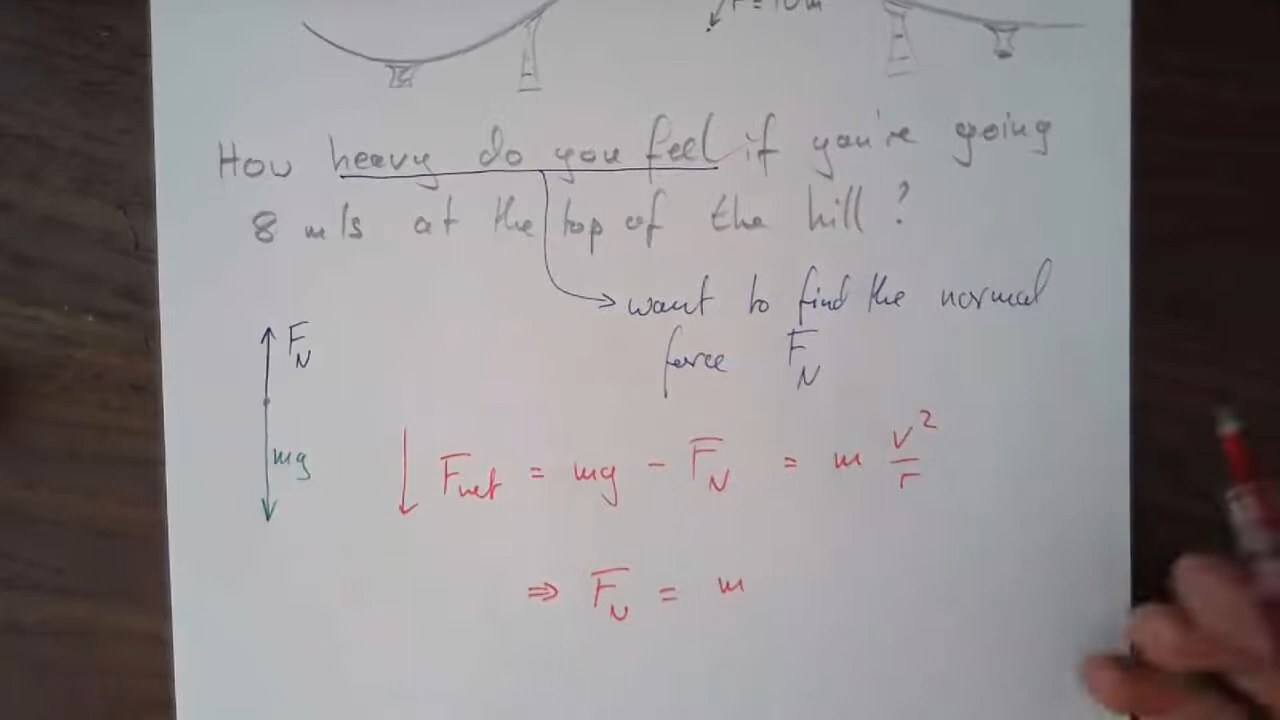 r = 10m
How heavy do you feel if you're going
8 m/s at the top of the hill?
want to find the normal
force F_N
F_N
mg
F_net = mg - F_N = m v²/r
⇒ F_N = m